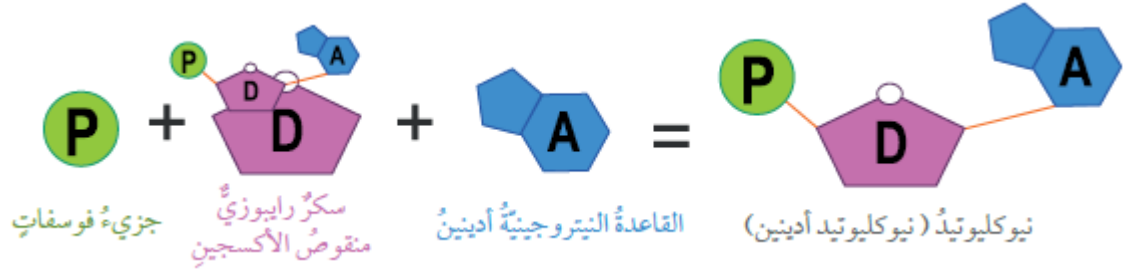 P + P D A D + A = P D A
جزيءُ فوسفاتٍ
سكرٌ رايبوزيٌّ
منقوصُ الأكسجينِ
القاعدةُ النيتروجينيّةُ أدينينُ
نيوكليوتيدُ ( نيوكليوتيد أدينين)